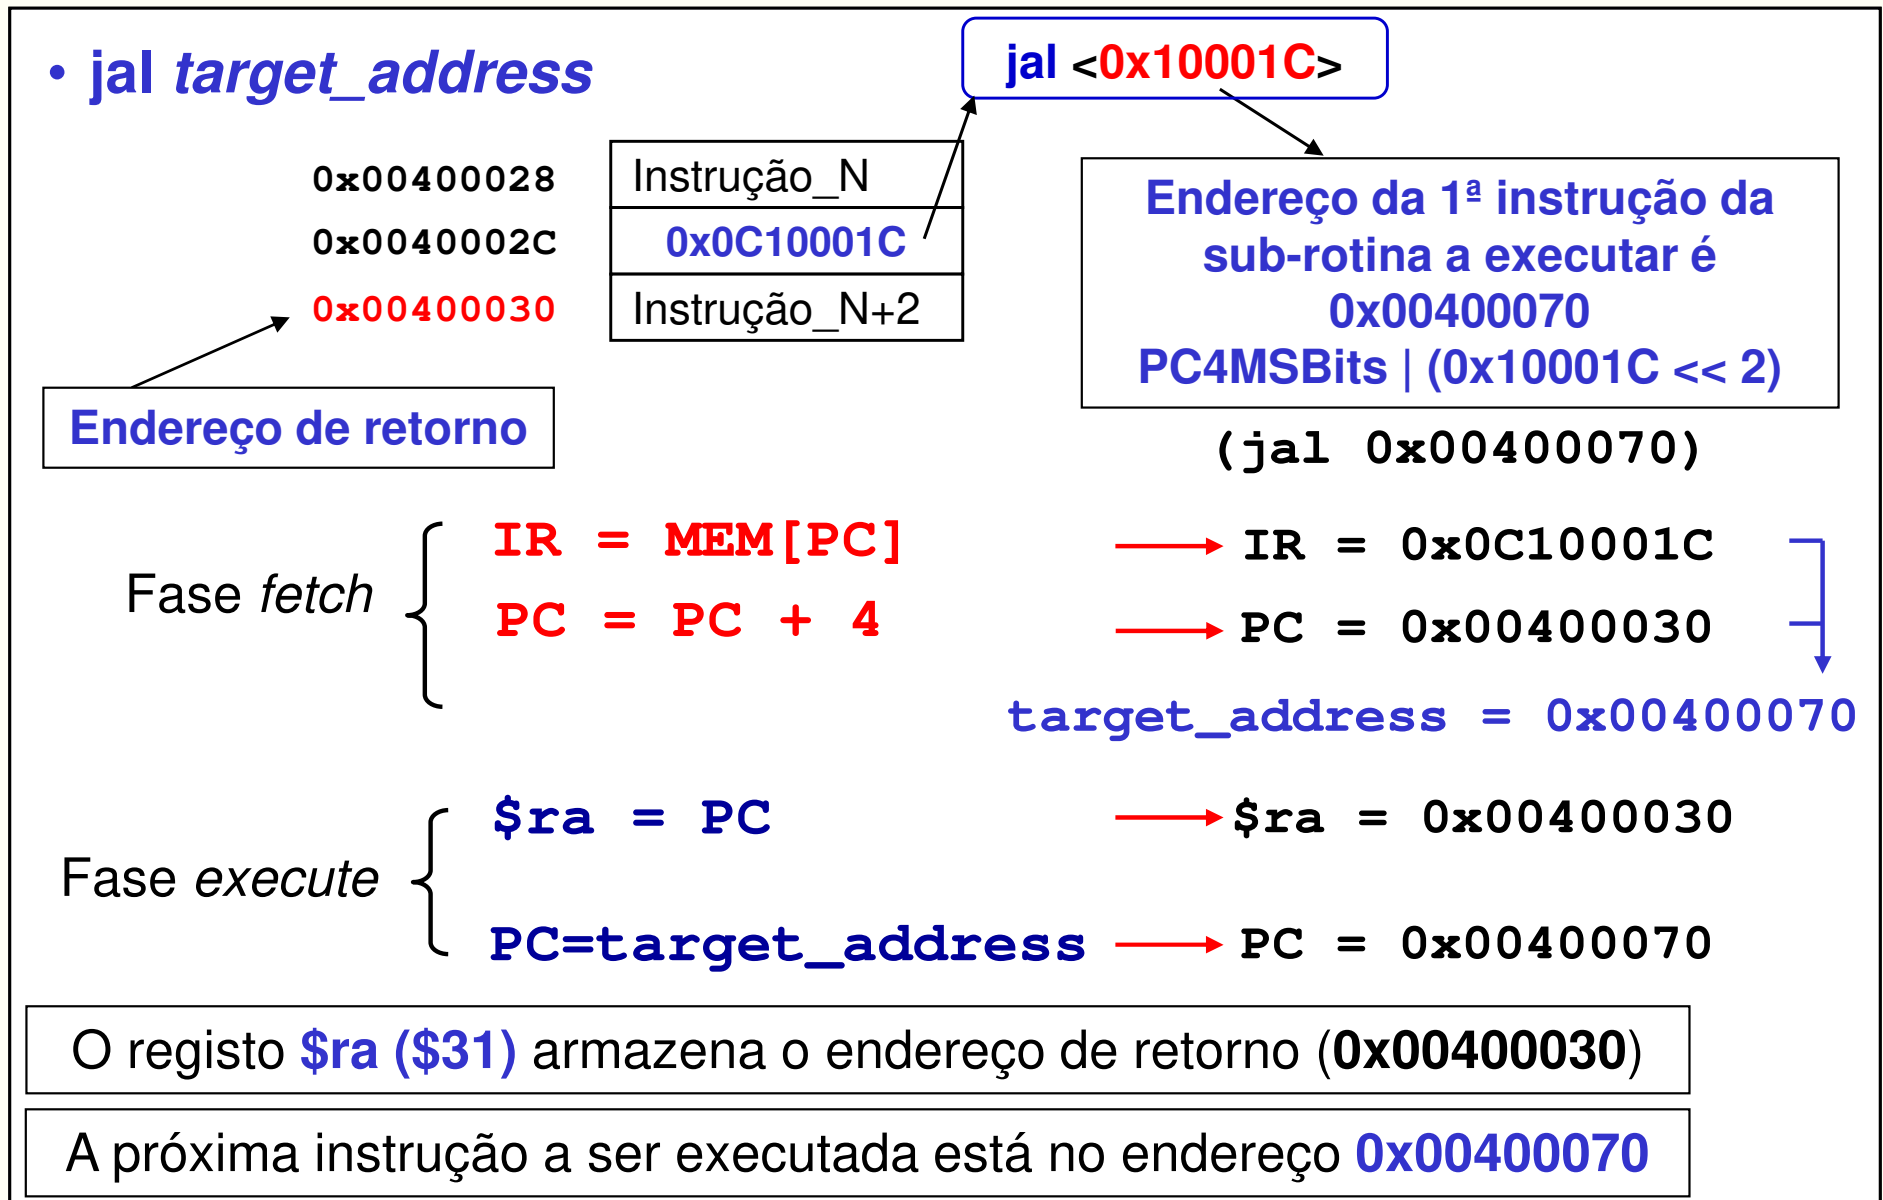 • jal target_address
jal <0x10001C>
0x00400028 Instrução_N
0x0040002C 0x0C10001C
0x00400030 Instrução_N+2
Endereço de retorno
Endereço da 1ª instrução da
sub-rotina a executar é
0x00400070
PC4MSBits | (0x10001C << 2)
(jal 0x00400070)
Fase fetch
IR = MEM[PC]
IR = 0x0C10001C
PC = PC + 4
PC = 0x00400030
target_address = 0x00400070
Fase execute
$ra = PC
$ra = 0x00400030
PC=target_address
PC = 0x00400070
O registo $ra ($31) armazena o endereço de retorno (0x00400030)
A próxima instrução a ser executada está no endereço 0x00400070